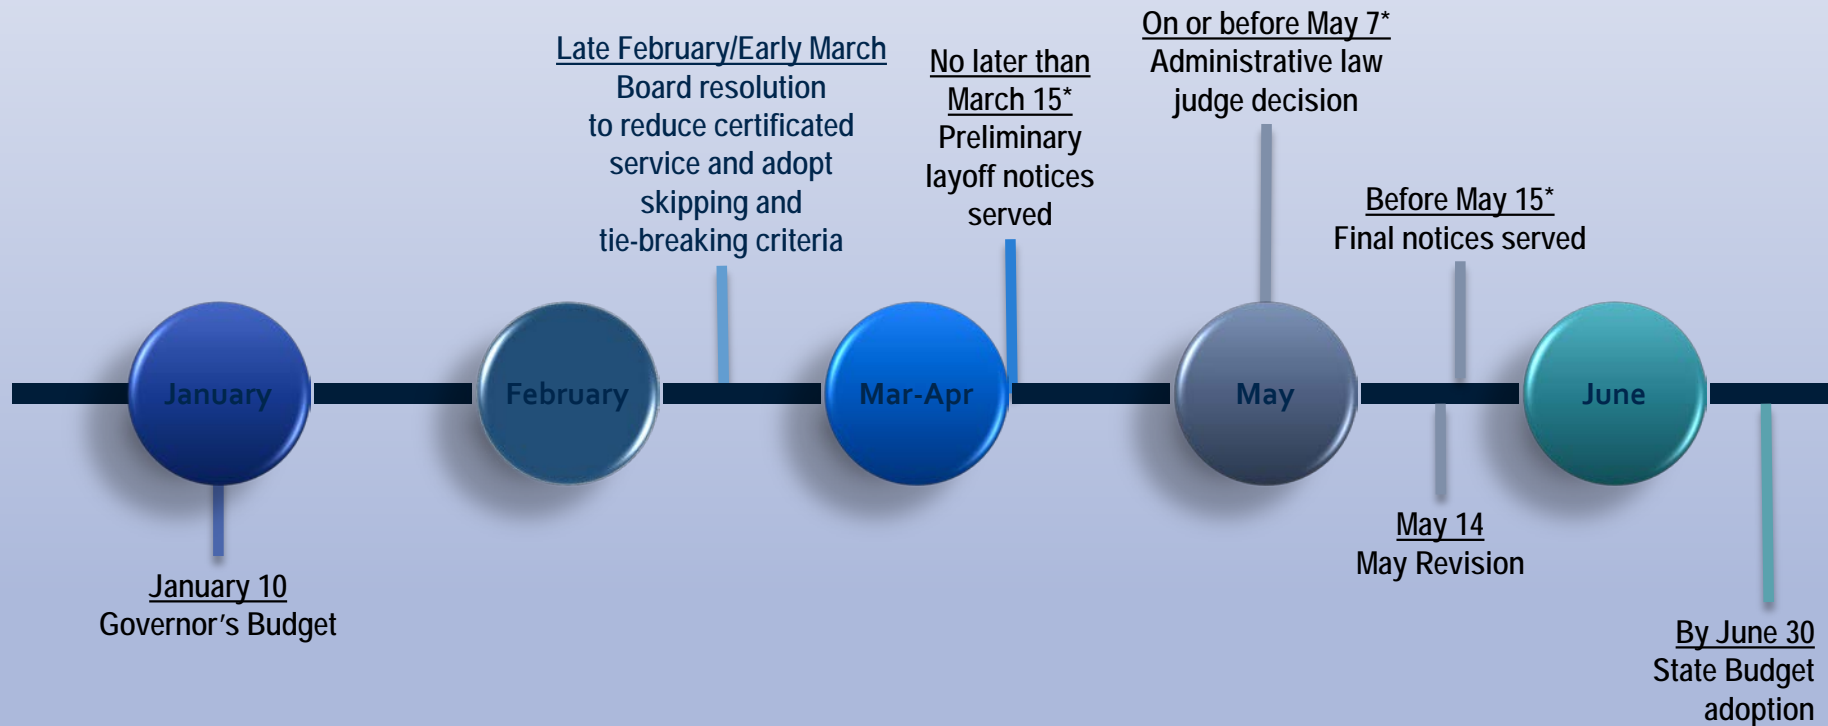 Late February/Early March
Board resolution
to reduce certificated
service and adopt
skipping and
tie-breaking criteria
No later than
March 15*
Preliminary
layoff notices
served
On or before May 7*
Administrative law
judge decision
Before May 15*
Final notices served
January
February
Mar-Apr
May
June
January 10
Governor’s Budget
May 14
May Revision
By June 30
State Budget
adoption